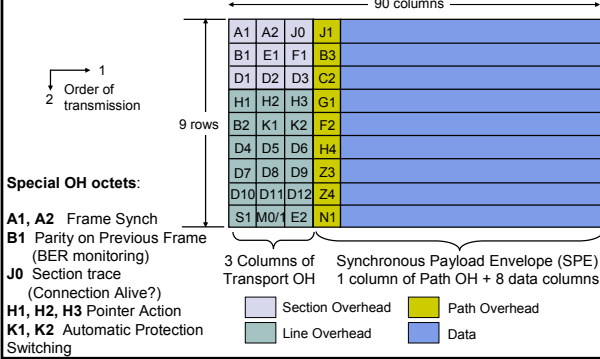 90 columns
A1 A2 J0 J1
B1 E1 F1 B3
D1 D2 D3 C2
H1 H2 H3 G1
B2 K1 K2 F2
D4 D5 D6 H4
D7 D8 D9 Z3
D10 D11 D12 Z4
S1 M0/1 E2 N1
1
2
Order of
transmission
9 rows
Special OH octets:
A1, A2 Frame Synch
B1 Parity on Previous Frame
(BER monitoring)
J0 Section trace
(Connection Alive?)
H1, H2, H3 Pointer Action
K1, K2 Automatic Protection
Switching
3 Columns of
Transport OH
Synchronous Payload Envelope (SPE)
1 column of Path OH + 8 data columns
Section Overhead
Path Overhead
Line Overhead
Data